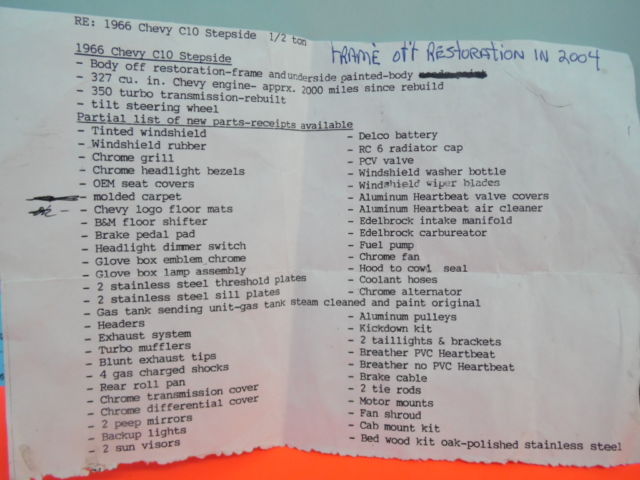 RE: 1966 Chevy C10 Stepside 1/2 ton
FRAME OFF RESTORATION IN 2004
1966 Chevy C10 Stepside
- Body off restoration-frame and underside painted-body
- 327 cu. in. Chevy engine- apprx. 2000 miles since rebuild
- 350 turbo transmission-rebuilt
- tilt steering wheel
Partial list of new parts-receipts available
- Tinted windshield
- Windshield rubber
- Chrome grill
- Chrome headlight bezels
- OEM seat covers
- molded carpet
- Chevy logo floor mats
- B&M floor shifter
- Brake pedal pad
- Headlight dimmer switch
- Glove box emblem chrome
- Glove box lamp assembly
- 2 stainless steel threshold plates
- 2 stainless steel sill plates
- Gas tank sending unit-gas tank steam cleaned and paint original
- Headers
- Exhaust system
- Turbo mufflers
- Blunt exhaust tips
- 4 gas charged shocks
- Rear roll pan
- Chrome transmission cover
- Chrome differential cover
- 2 peep mirrors
- Backup lights
- 2 sun visors
- Delco battery
- RC 6 radiator cap
- PCV valve
- Windshield washer bottle
- Windshield wiper blades
- Aluminum Heartbeat valve covers
- Aluminum Heartbeat air cleaner
- Edelbrock intake manifold
- Edelbrock carbureator
- Fuel pump
- Chrome fan
- Hood to cowl seal
- Coolant hoses
- Chrome alternator
- Aluminum pulleys
- Kickdown kit
- 2 taillights & brackets
- Breather PVC Heartbeat
- Breather no PVC Heartbeat
- Brake cable
- 2 tie rods
- Motor mounts
- Fan shroud
- Cab mount kit
- Bed wood kit oak-polished stainless steel